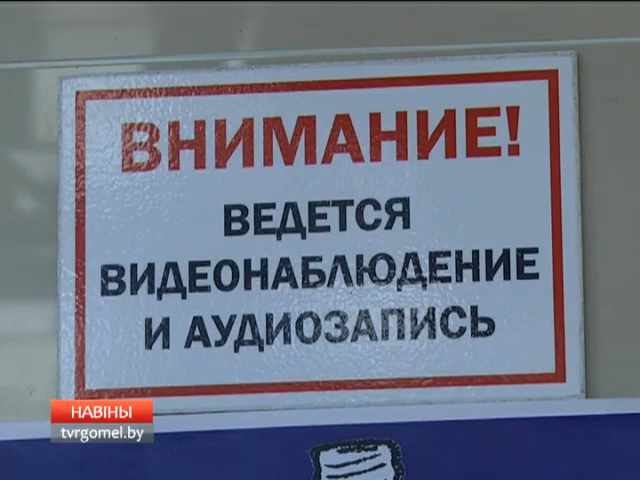 ВНИМАНИЕ!
ВЕДЕТСЯ
ВИДЕОНАБЛЮДЕНИЕ
И АУДИОЗАПИСЬ
НАВІНЫ
tvrgomel.by